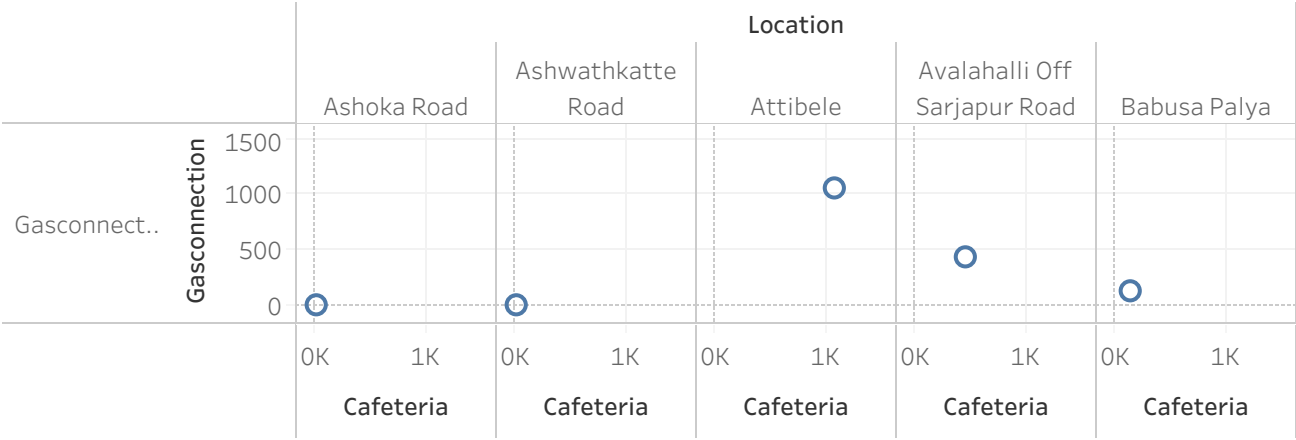 Location
Ashoka Road
Ashwathkatte
Road
Attibele
Avalahalli Off
Sarjapur Road
Babusa Palya
Gasconnect..
Gasconnection
1500
1000
500
0
0K 1K 0K 1K 0K 1K 0K 1K 0K 1K
Cafeteria Cafeteria Cafeteria Cafeteria Cafeteria